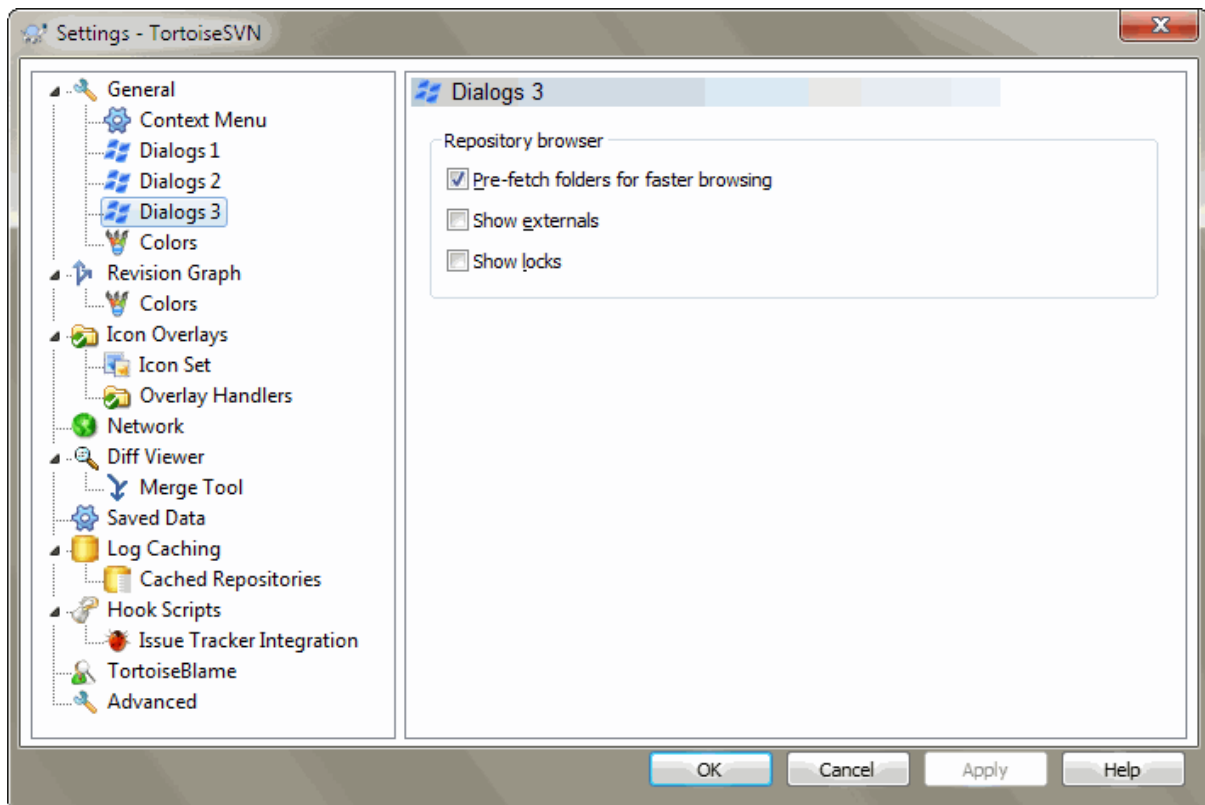 Settings - TortoiseSVN
General
Context Menu
Dialogs 1
Dialogs 2
Dialogs 3
Colors
Revision Graph
Colors
Icon Overlays
Icon Set
Overlay Handlers
Network
Diff Viewer
Merge Tool
Saved Data
Log Caching
Cached Repositories
Hook Scripts
Issue Tracker Integration
TortoiseBlame
Advanced
Dialogs 3
Repository browser
Pre-fetch folders for faster browsing
Show externals
Show locks
OK Cancel Apply Help